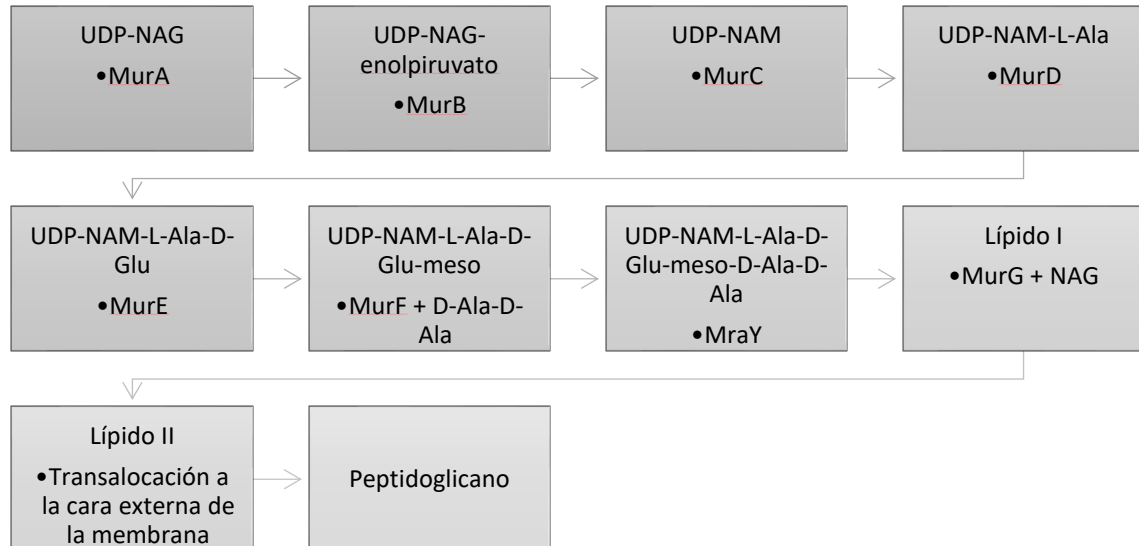 UDP-NAG
•MurA
UDP-NAG-
enolpiruvato
•MurB
UDP-NAM
•MurC
UDP-NAM-L-Ala
•MurD
UDP-NAM-L-Ala-D-
Glu
•MurE
UDP-NAM-L-Ala-D-
Glu-meso
•MurF + D-Ala-D-
Ala
UDP-NAM-L-Ala-D-
Glu-meso-D-Ala-D-
Ala
•MraY
Lípido I
•MurG + NAG
Lípido II
•Transalocación a
la cara externa de
la membrana
Peptidoglicano